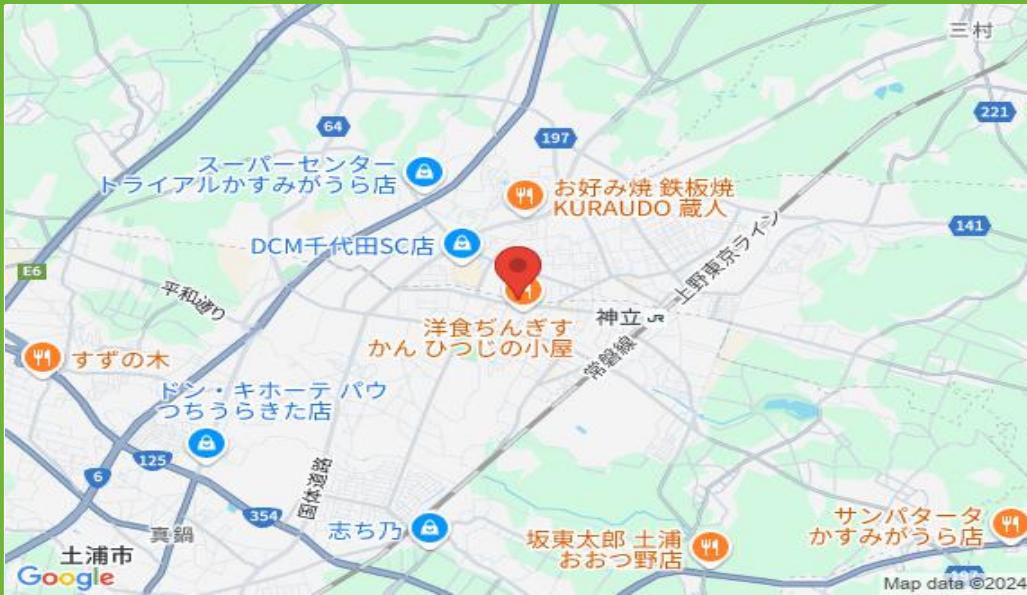 三村
221
64
197
スーパーセンター
トライアルかすみがうら店
お好み焼 鉄板焼
KURAUDO 蔵人
141
DCM千代田SC店
上野東京ライン
E6
平和通り
神立 JR
洋食ぢんぎす
かん ひつじの小屋
常磐線
すずの木
ドン・キホーテ パウ
つちうらきた店
125
6
国体道路
354
真鍋
志ち乃
坂東太郎 土浦
おおつ野店
サンパタータ
かすみがうら店
土浦市
Google
Map data ©2024